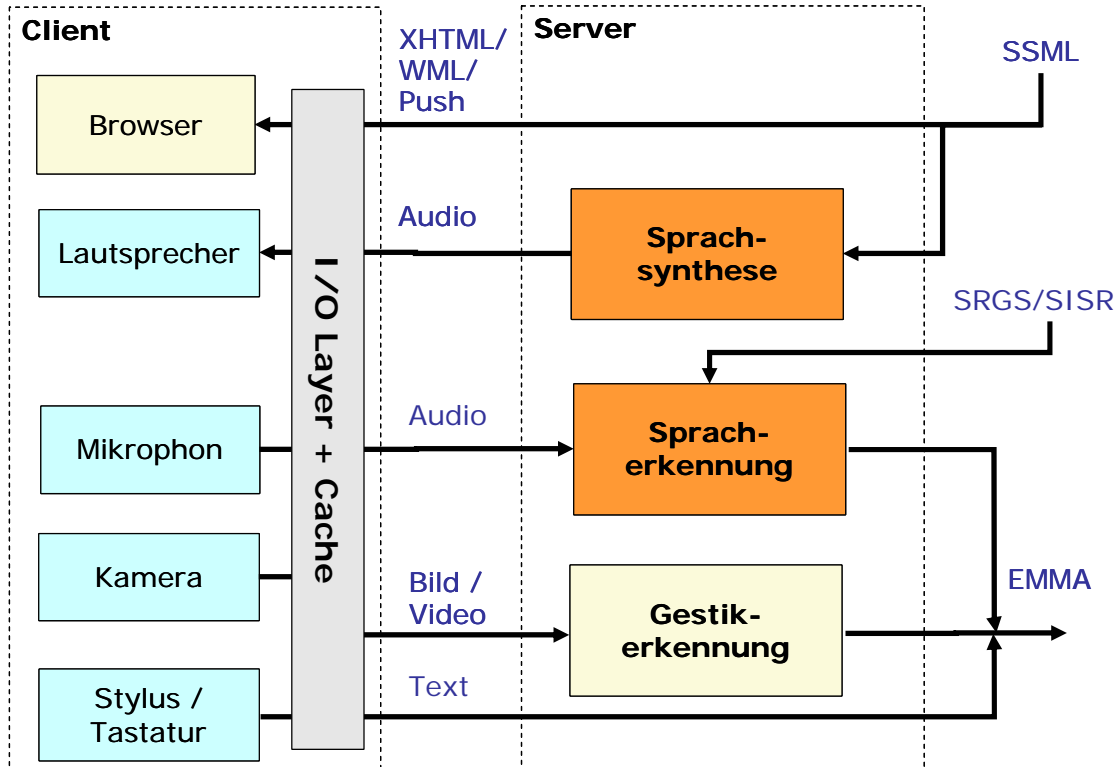 Client
Server
XHTML/
WML/
Push
SSML
Browser
Audio
Lautsprecher
Sprach-
synthese
I/O Layer + Cache
SRGS/SISR
Audio
Mikrophon
Sprach-
erkennung
Kamera
Bild /
Video
Gestik-
erkennung
EMMA
Text
Stylus /
Tastatur